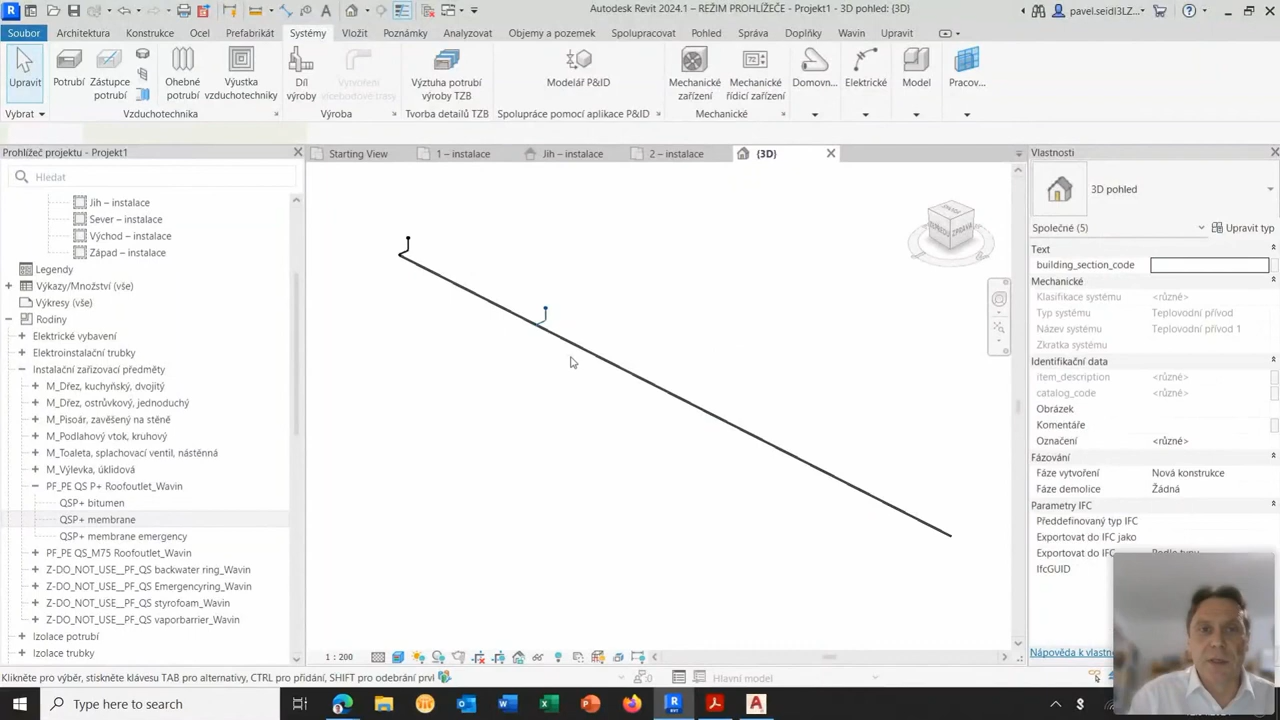 Autodesk Revit 2024.1 – REŽIM PROHLÍŽEČE - Projekt1 - 3D pohled: {3D}
pavel.seidl3LZ...
Soubor Architektura Konstrukce Ocel Prefabrikát Systémy Vložit Poznámky Analyzovat Objemy a pozemek Spolupracovat Pohled Správa Doplňky Wavin Upravit
Upravit Potrubí Zástupce potrubí Ohebné potrubí Výustka vzduchotechniky Díl výroby Vytvoření vícebodové trasy Výztuha potrubí výroby TZB Modelář P&ID Mechanické zařízení Mechanické řídicí zařízení Domovn... Elektrické Model Pracov...
Vybrat Vzduchotechnika Výroba Tvorba detailů TZB Spolupráce pomocí aplikace P&ID Mechanické
Prohlížeč projektu - Projekt1
Starting View 1 – instalace Jih – instalace 2 – instalace {3D}
Vlastnosti
Hledat
3D pohled
Jih – instalace
Sever – instalace
Východ – instalace
Západ – instalace
Legendy
Výkazy/Množství (vše)
Výkresy (vše)
Rodiny
Elektrické vybavení
Elektroinstalační trubky
Instalační zařizovací předměty
M_Dřez, kuchyňský, dvojitý
M_Dřez, ostrůvkový, jednoduchý
M_Pisoár, zavěšený na stěně
M_Podlahový vtok, kruhový
M_Toaleta, splachovací ventil, nástěnná
M_Výlevka, úklidová
PF_PE QS P+ Roofoutlet_Wavin
QSP+ bitumen
QSP+ membrane
QSP+ membrane emergency
PF_PE QS_M75 Roofoutlet_Wavin
Z-DO_NOT_USE__PF_QS backwater ring_Wavin
Z-DO_NOT_USE__PF_QS Emergencyring_Wavin
Z-DO_NOT_USE__PF_QS styrofoam_Wavin
Z-DO_NOT_USE__PF_QS vaporbarrier_Wavin
Izolace potrubí
Izolace trubky
Společné (5) Upravit typ
Text
building_section_code
Mechanické
Klasifikace systému <různé>
Typ systému Teplovodní přívod
Název systému Teplovodní přívod 1
Zkratka systému
Identifikační data
item_description <různé>
catalog_code <různé>
Obrázek
Komentáře
Označení <různé>
Fázování
Fáze vytvoření Nová konstrukce
Fáze demolice Žádná
Parametry IFC
Předdefinovaný typ IFC
Exportovat do IFC jako
Exportovat do IFC
IfcGUID
Nápověda k vlastn
1 : 200
Klikněte pro výběr, stiskněte klávesu TAB pro alternativy, CTRL pro přidání, SHIFT pro odebrání prvk
:0 Hlavní model
Type here to search